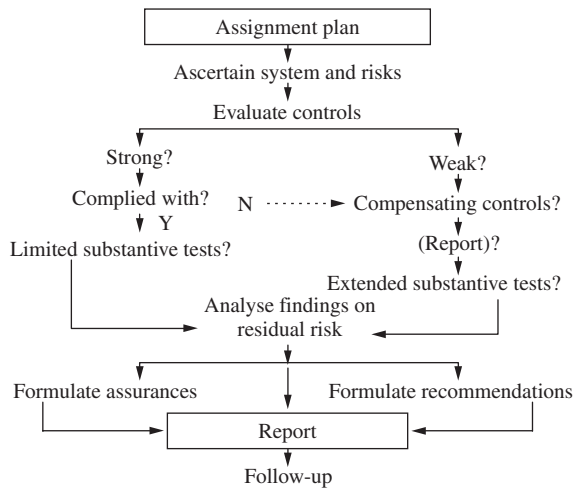 Assignment plan
Ascertain system and risks
Evaluate controls
Strong?
Weak?
Complied with?
N
Compensating controls?
Y
(Report)?
Limited substantive tests?
Extended substantive tests?
Analyse findings on
residual risk
Formulate assurances
Formulate recommendations
Report
Follow-up